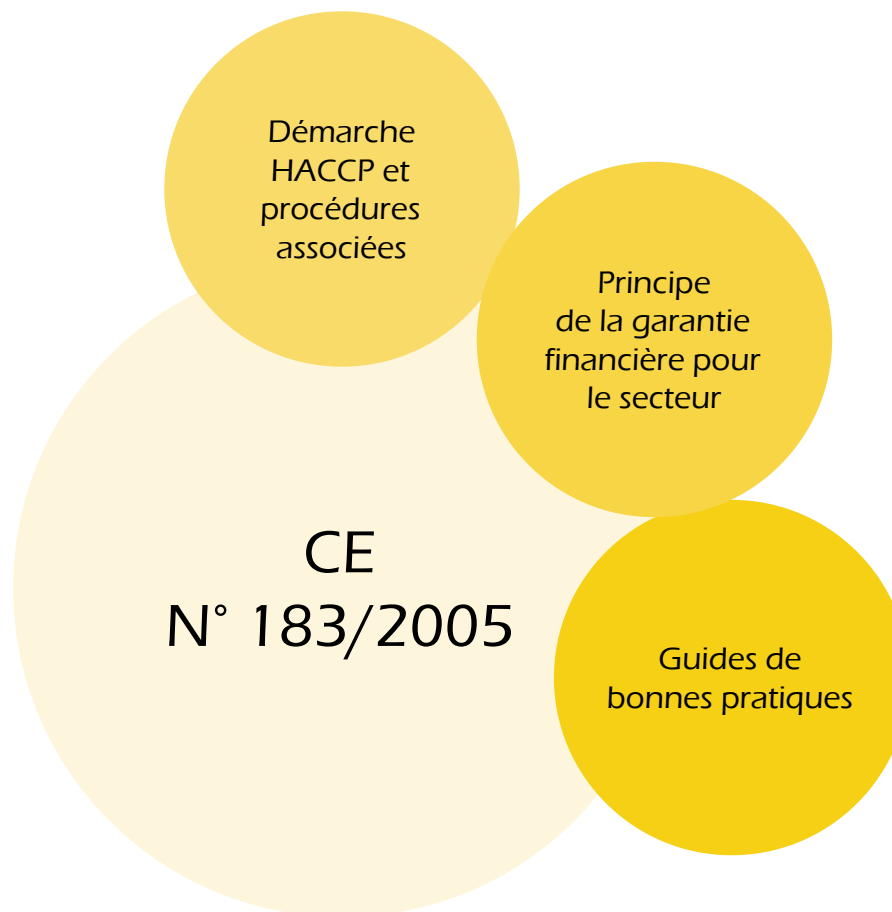 Démarche
HACCP et
procédures
associées
Principe
de la garantie
financière pour
le secteur
CE
N° 183/2005
Guides de
bonnes pratiques